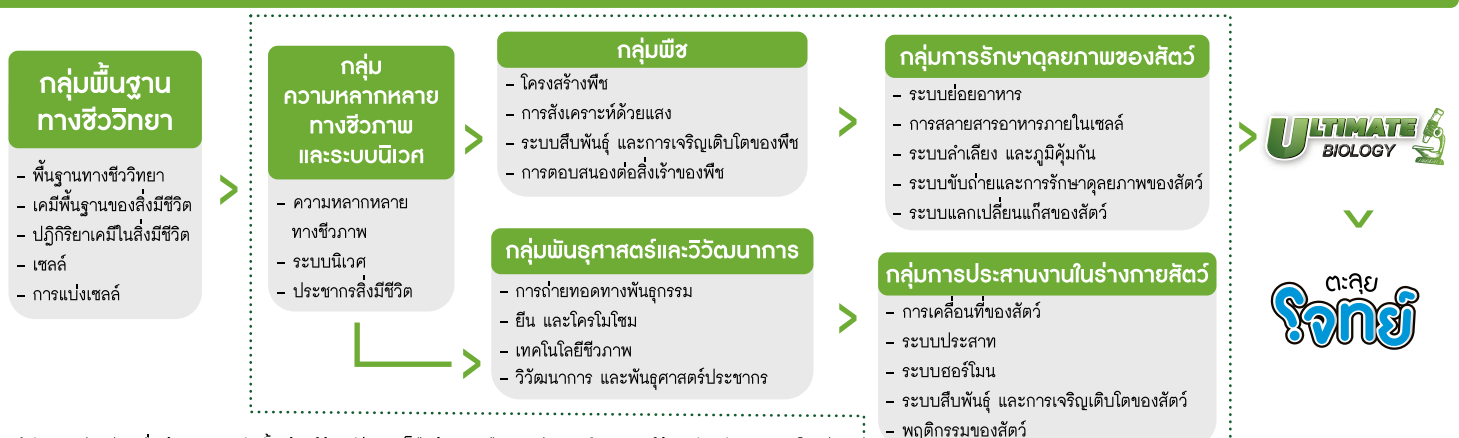 กลุ่มพื้นฐาน
ทางชีววิทยา
- พื้นฐานทางชีววิทยา
- เคมีพื้นฐานของสิ่งมีชีวิต
- ปฏิกิริยาเคมีในสิ่งมีชีวิต
- เซลล์
- การแบ่งเซลล์
กลุ่ม
ความหลากหลาย
ทางชีวภาพ
และระบบนิเวศ
- ความหลากหลาย
ทางชีวภาพ
- ระบบนิเวศ
- ประชากรสิ่งมีชีวิต
กลุ่มพืช
- โครงสร้างพืช
- การสังเคราะห์ด้วยแสง
- ระบบสืบพันธุ์ และการเจริญเติบโตของพืช
- การตอบสนองต่อสิ่งเร้าของพืช
กลุ่มพันธุศาสตร์และวิวัฒนาการ
- การถ่ายทอดทางพันธุกรรม
- ยีน และโครโมโซม
- เทคโนโลยีชีวภาพ
- วิวัฒนาการ และพันธุศาสตร์ประชากร
กลุ่มการรักษาดุลยภาพของสัตว์
- ระบบย่อยอาหาร
- การสลายสารอาหารภายในเซลล์
- ระบบลำเลียง และภูมิคุ้มกัน
- ระบบขับถ่ายและการรักษาดุลยภาพของสัตว์
- ระบบแลกเปลี่ยนแก๊สของสัตว์
กลุ่มการประสานงานในร่างกายสัตว์
- การเคลื่อนที่ของสัตว์
- ระบบประสาท
- ระบบฮอร์โมน
- ระบบสืบพันธุ์ และการเจริญเติบโตของสัตว์
- พฤติกรรมของสัตว์
ULTIMATE
BIOLOGY
ตะลุย
โจทย์